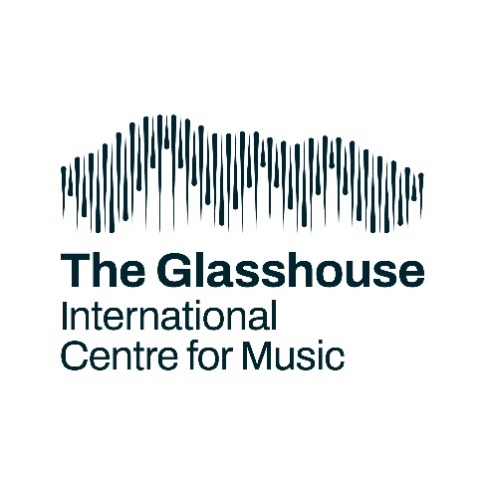 The Glasshouse
International
Centre for Music